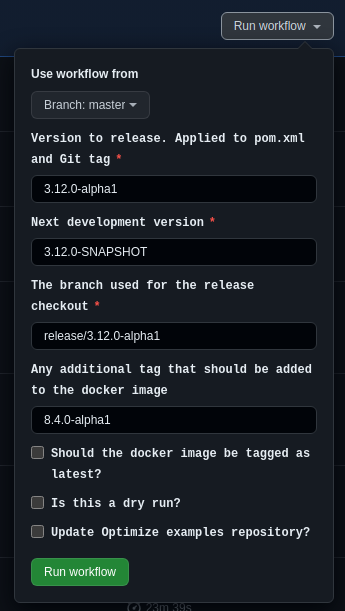 Run workflow
Use workflow from
Branch: master
Version to release. Applied to pom.xml
and Git tag *
3.12.0-alpha1
Next development version *
3.12.0-SNAPSHOT
The branch used for the release
checkout *
release/3.12.0-alpha1
Any additional tag that should be added
to the docker image
8.4.0-alpha1
Should the docker image be tagged as
latest?
Is this a dry run?
Update Optimize examples repository?
Run workflow
23m 39s